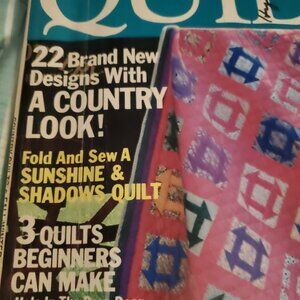 QUIL
22 Brand New
Designs With
A COUNTRY
LOOK!
Fold And Sew A
SUNSHINE &
SHADOWS QUILT
3 QUILTS
BEGINNERS
CAN MAKE